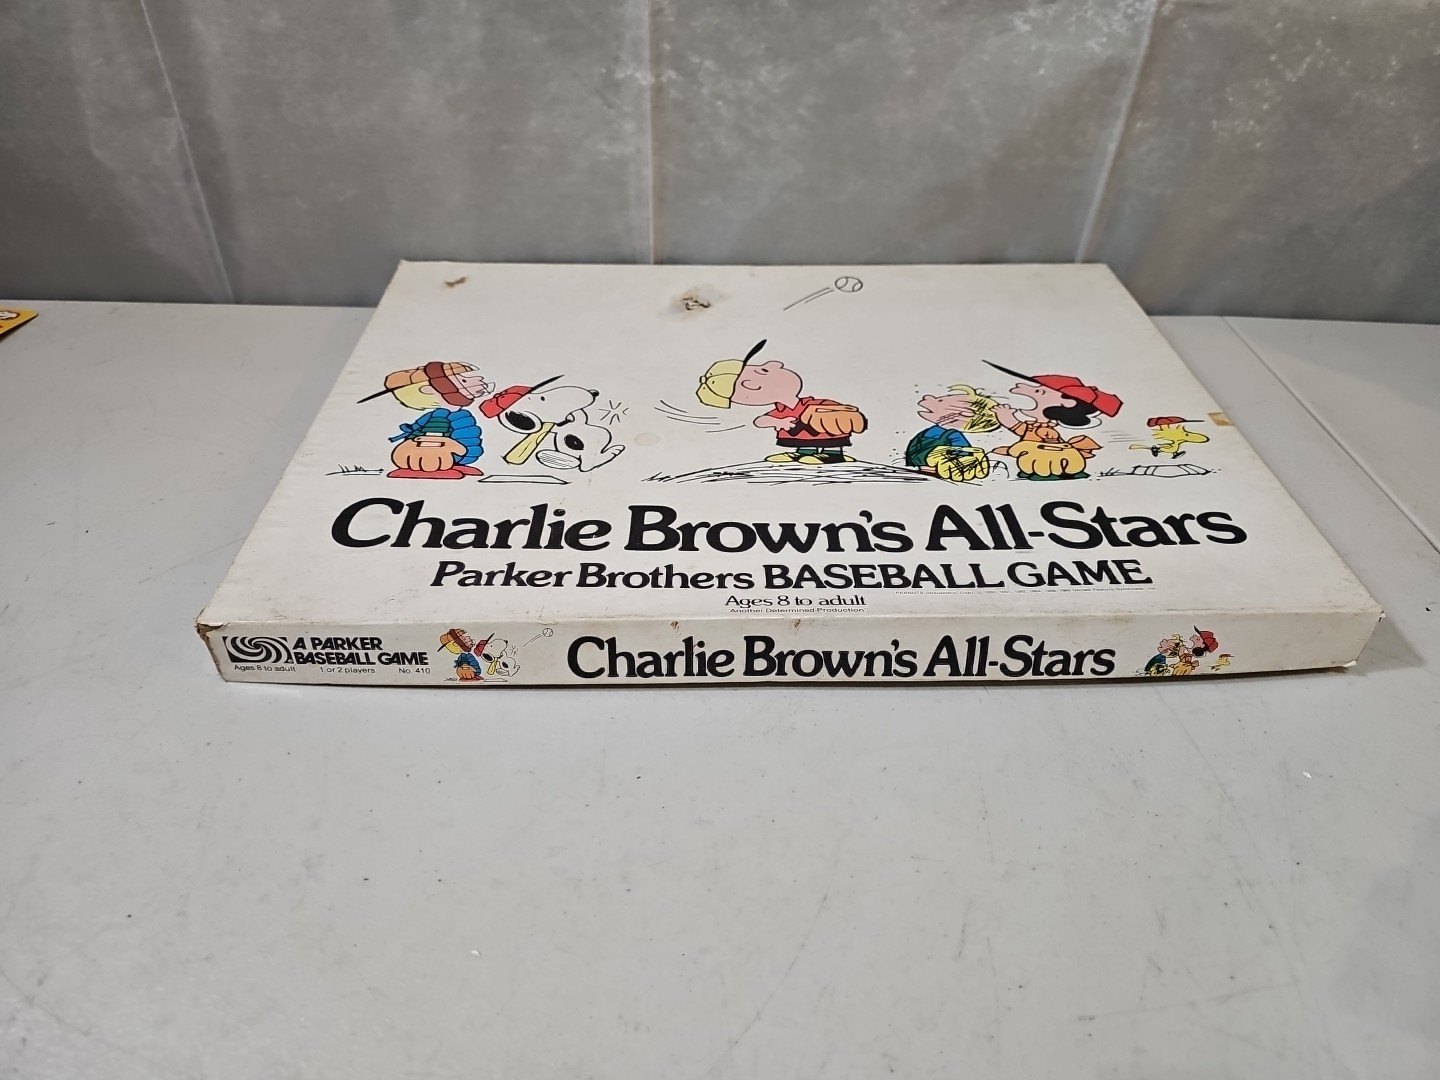 Charlie Brown's All-Stars
Parker Brothers BASEBALL GAME
Ages 8 to adult
Another Determined Production
A PARKER
BASEBALL GAME
Ages 8 to adult 1 or 2 players No. 410
Charlie Brown's All-Stars